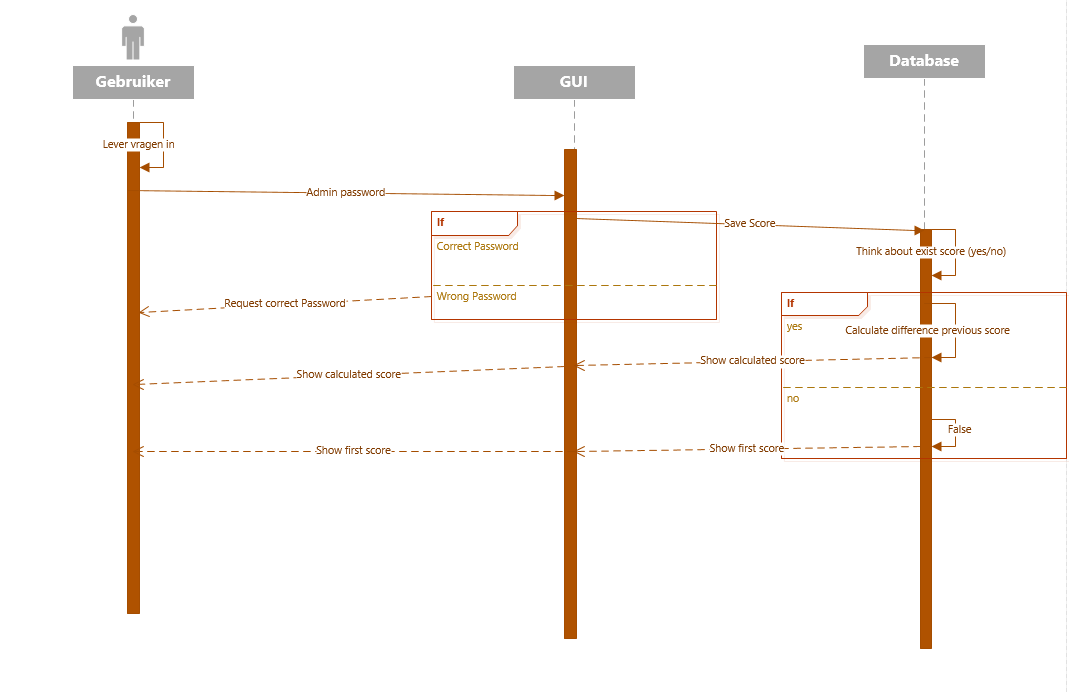 Gebruiker
GUI
Database
Lever vragen in
Admin password
If
Correct Password
Save Score
Think about exist score (yes/no)
Wrong Password
Request correct Password
If
yes
Calculate difference previous score
Show calculated score
Show calculated score
no
False
Show first score
Show first score